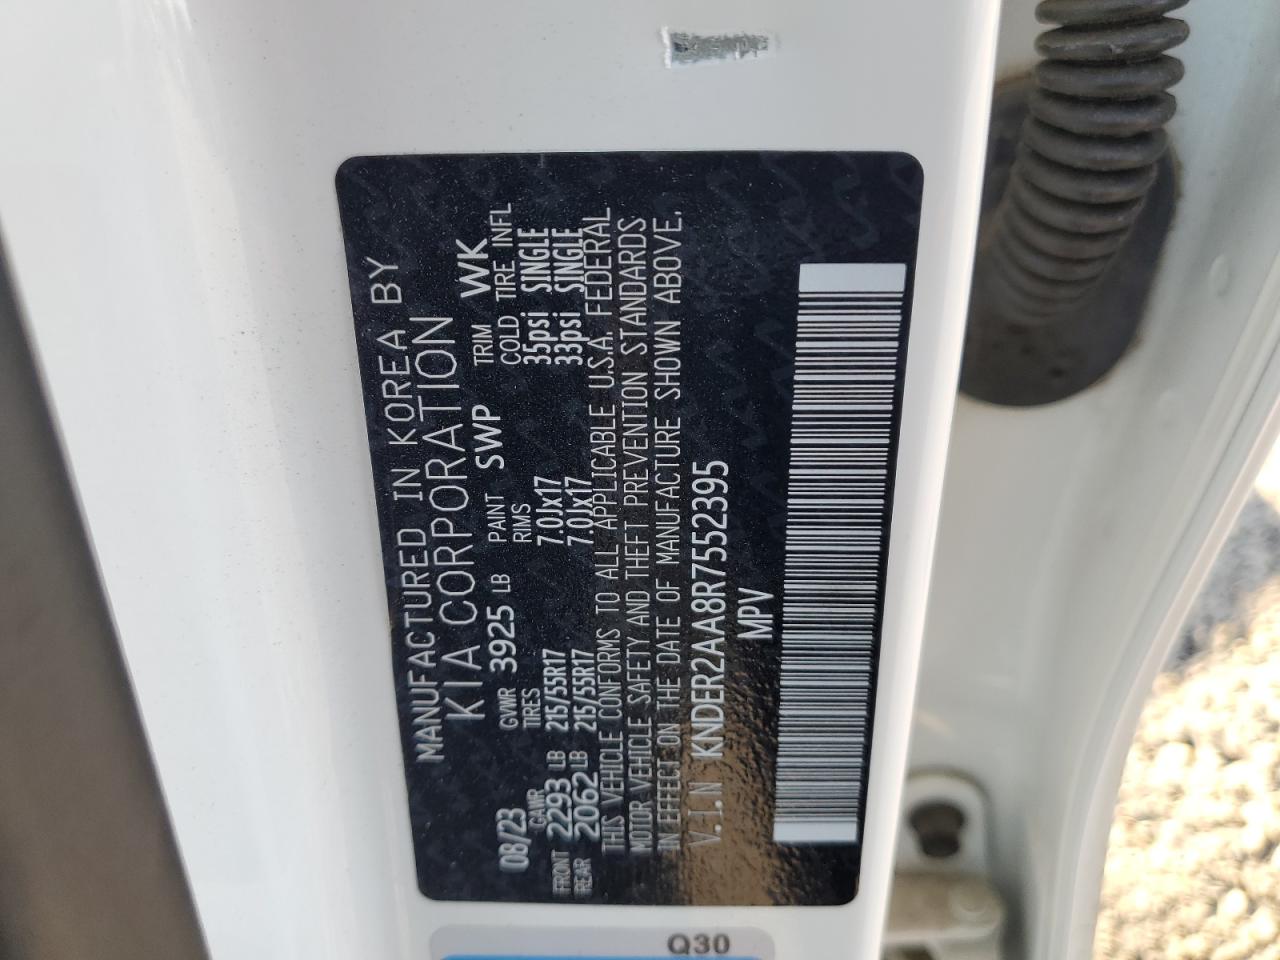 MANUFACTURED IN KOREA BY
KIA CORPORATION
08/23 GVWR 3925 LB PAINT SWP TRIM WK
GAWR TIRES RIMS COLD TIRE INFL
FRONT 2293 LB 215/55R17 7.0Jx17 35psi SINGLE
REAR 2062 LB 215/55R17 7.0Jx17 33psi SINGLE
THIS VEHICLE CONFORMS TO ALL APPLICABLE U.S.A. FEDERAL
MOTOR VEHICLE SAFETY AND THEFT PREVENTION STANDARDS
IN EFFECT ON THE DATE OF MANUFACTURE SHOWN ABOVE.
V.I.N KNDER2AA8R7552395
MPV
Q30